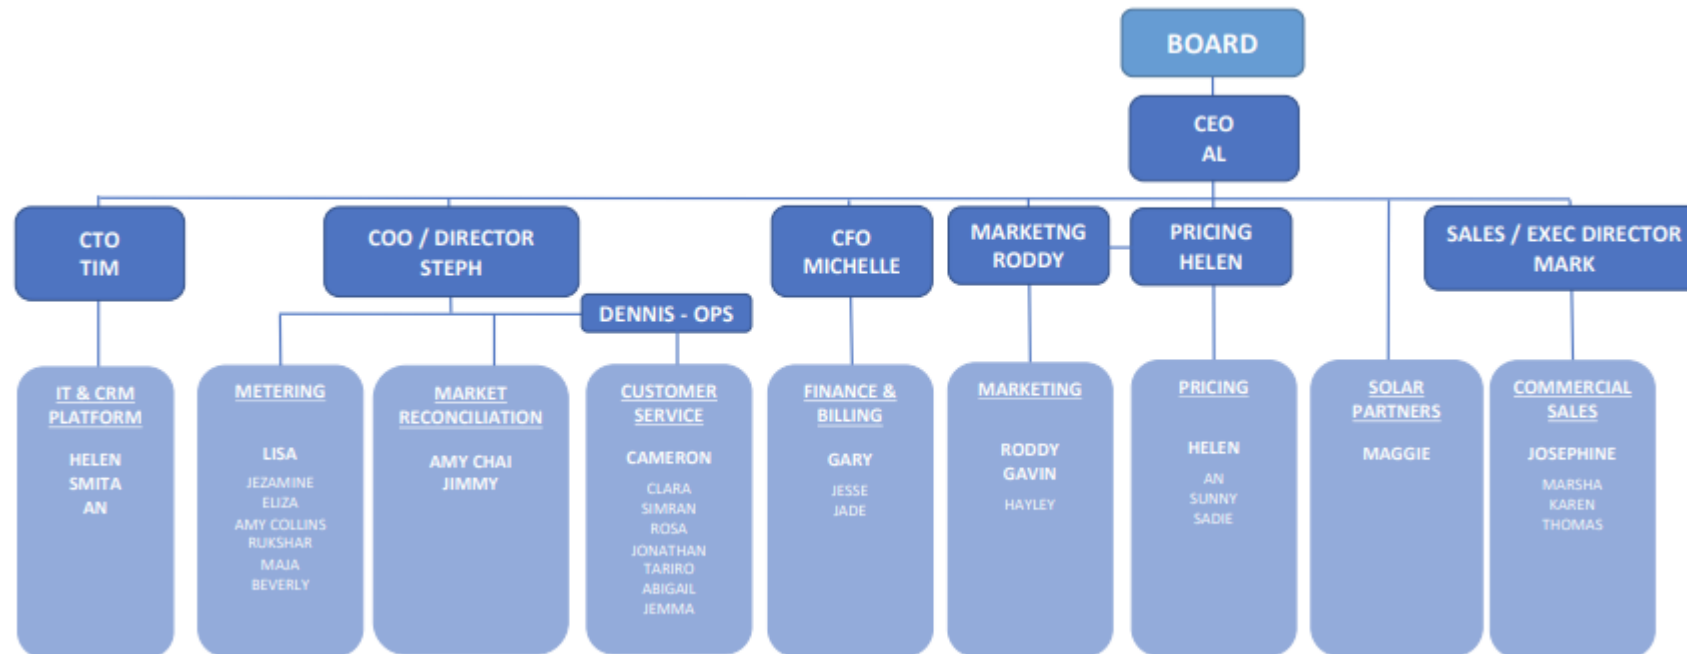 BOARD
CEO
AL
CTO
TIM
COO / DIRECTOR
STEPH
CFO
MICHELLE
MARKETNG
RODDY
PRICING
HELEN
SALES / EXEC DIRECTOR
MARK
DENNIS - OPS
IT & CRM
PLATFORM
HELEN
SMITA
AN
METERING
LISA
JEZAMINE
ELIZA
AMY COLLINS
RUKSHAR
MAJA
BEVERLY
MARKET
RECONCILIATION
AMY CHAI
JIMMY
CUSTOMER
SERVICE
CAMERON
CLARA
SIMRAN
ROSA
JONATHAN
TARIRO
ABIGAIL
JEMMA
FINANCE &
BILLING
GARY
JESSE
JADE
MARKETING
RODDY
GAVIN
HAYLEY
PRICING
HELEN
AN
SUNNY
SADIE
SOLAR
PARTNERS
MAGGIE
COMMERCIAL
SALES
JOSEPHINE
MARSHA
KAREN
THOMAS